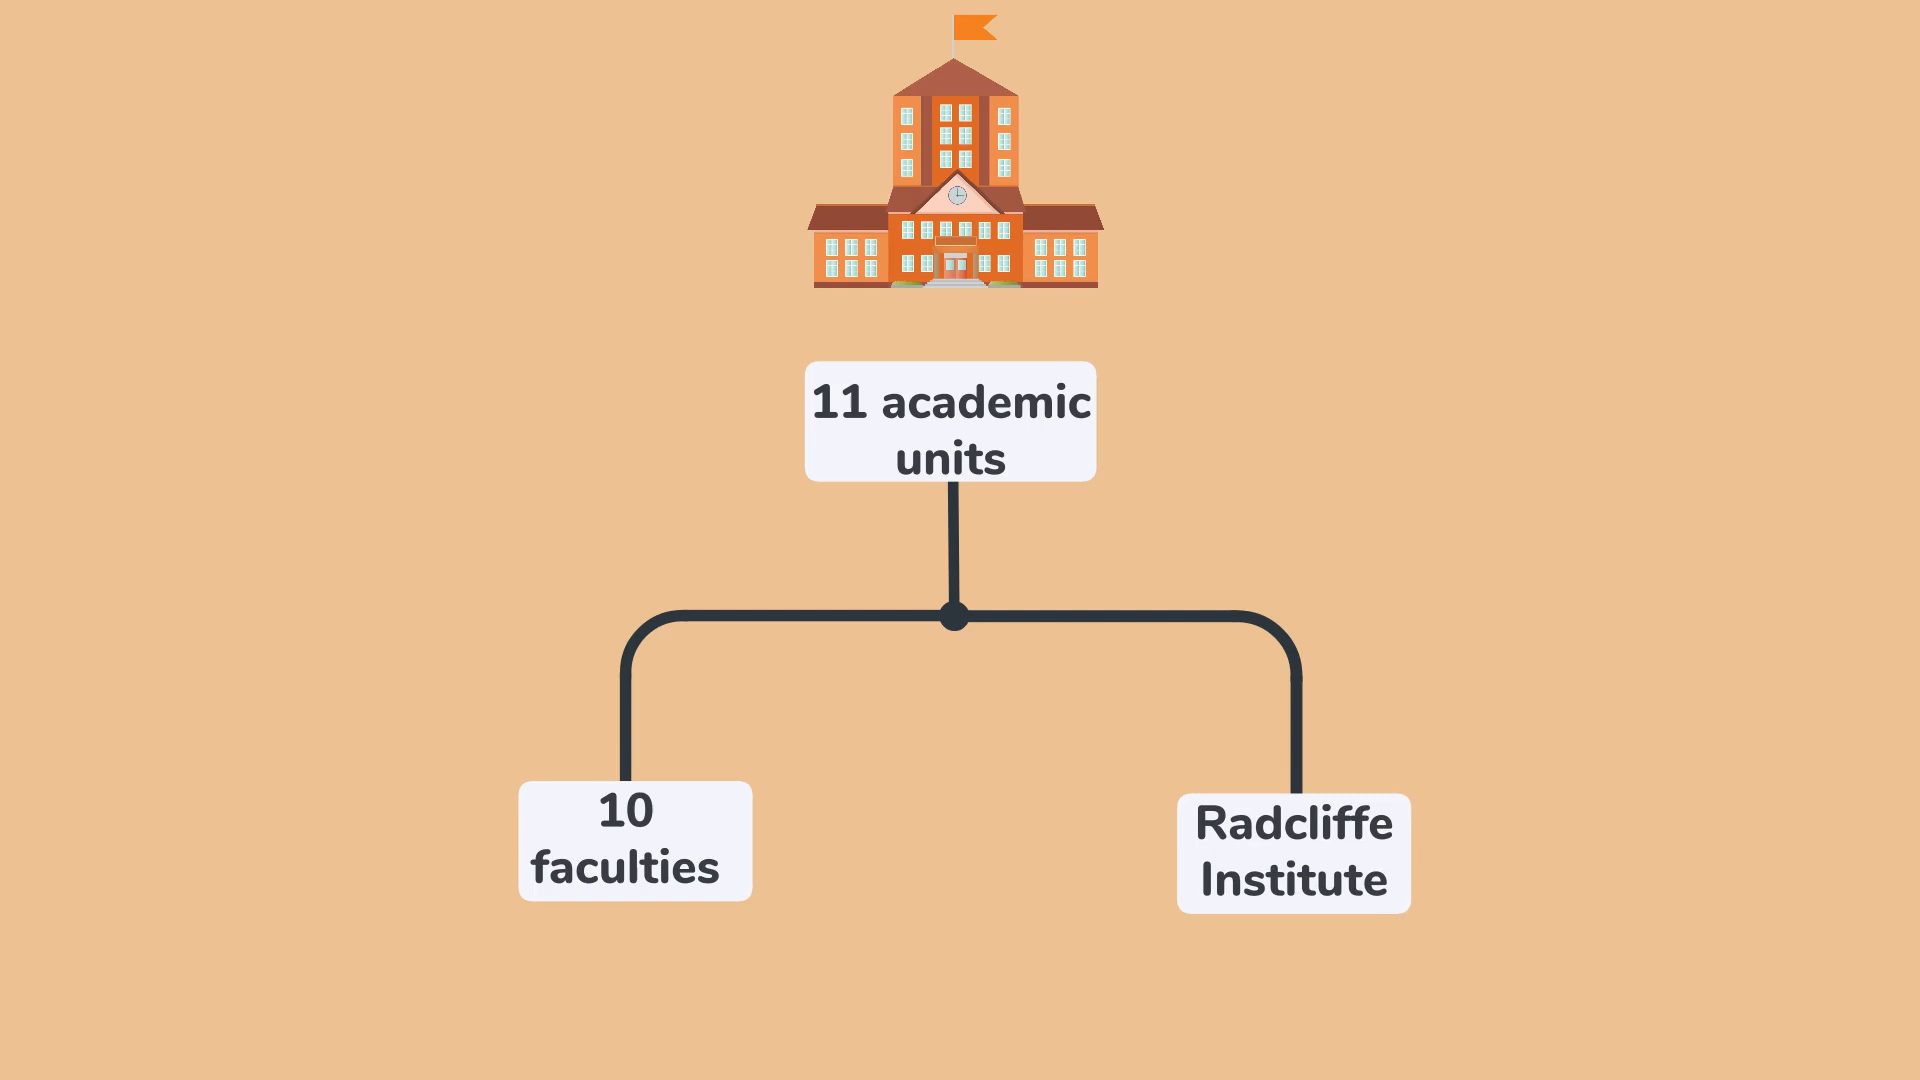 11 academic
units
10
faculties
Radcliffe
Institute